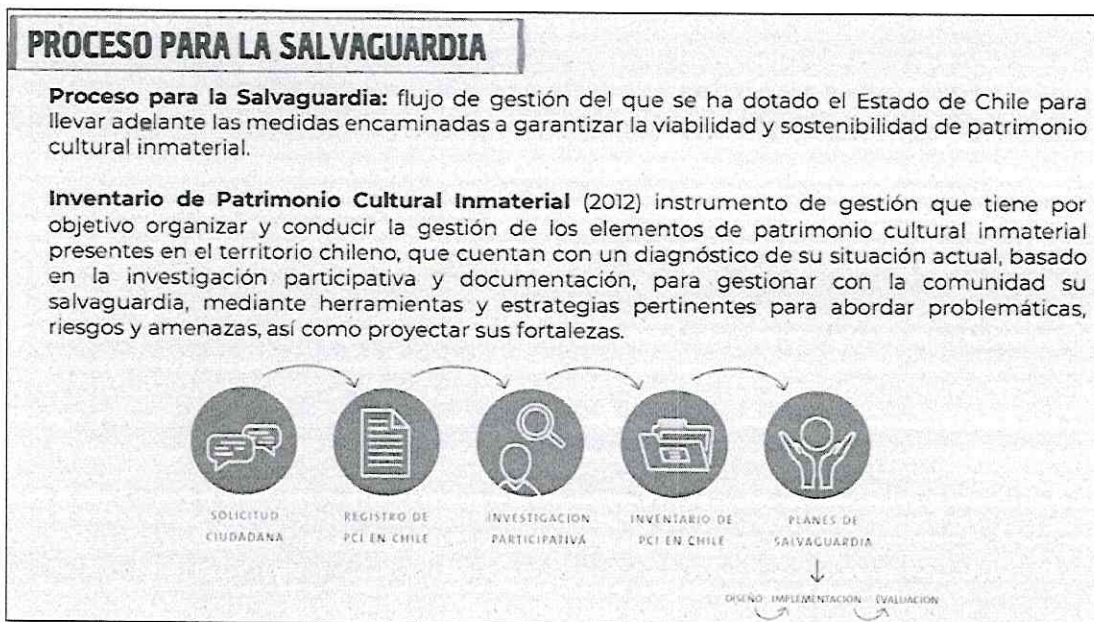 PROCESO PARA LA SALVAGUARDIA
Proceso para la Salvaguardia: flujo de gestión del que se ha dotado el Estado de Chile para
llevar adelante las medidas encaminadas a garantizar la viabilidad y sostenibilidad de patrimonio
cultural inmaterial.
Inventario de Patrimonio Cultural Inmaterial (2012) instrumento de gestión que tiene por
objetivo organizar y conducir la gestión de los elementos de patrimonio cultural inmaterial
presentes en el territorio chileno, que cuentan con un diagnóstico de su situación actual, basado
en la investigación participativa y documentación, para gestionar con la comunidad su
salvaguardia, mediante herramientas y estrategias pertinentes para abordar problemáticas,
riesgos y amenazas, así como proyectar sus fortalezas.
SOLICITUD
CIUDADANA
REGISTRO DE
PCI EN CHILE
INVESTIGACION
PARTICIPATIVA
INVENTARIO DE
PCI EN CHILE
PLANES DE
SALVAGUARDIA
DISEÑO IMPLEMENTACIÓN EVALUACIÓN